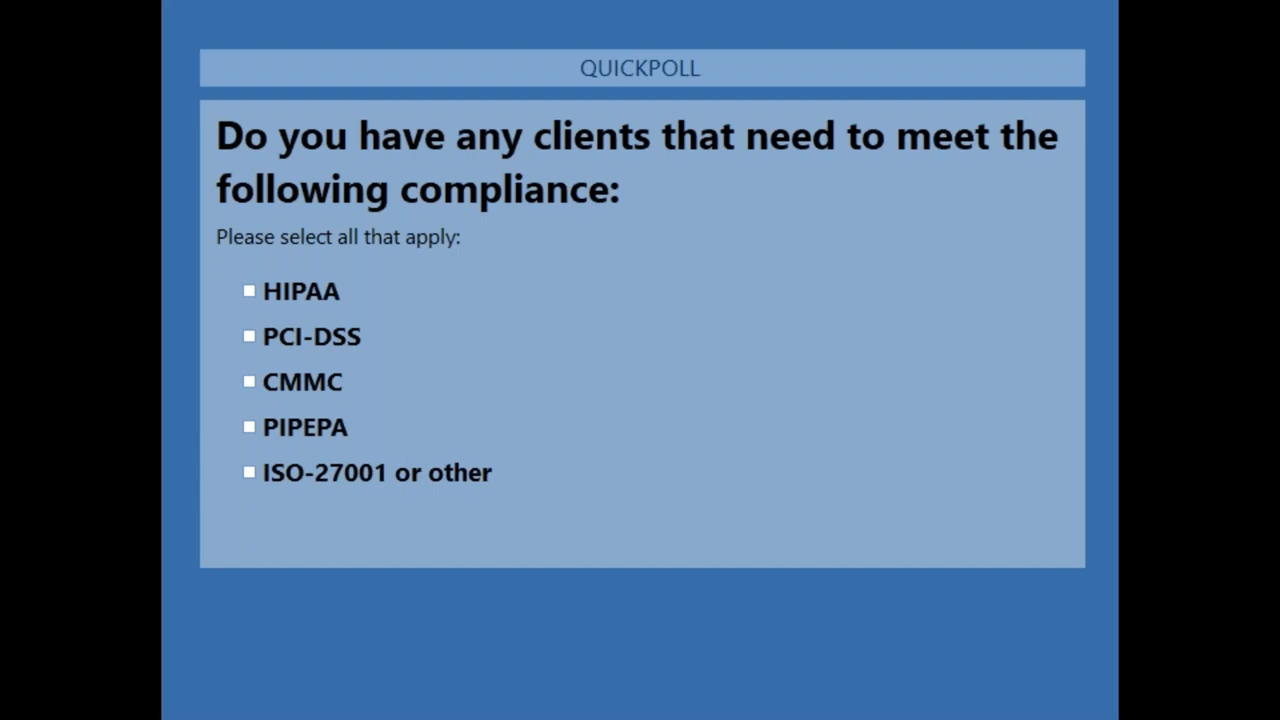 QUICKPOLL
Do you have any clients that need to meet the
following compliance:
Please select all that apply:
HIPAA
PCI-DSS
CMMC
PIPEPA
ISO-27001 or other